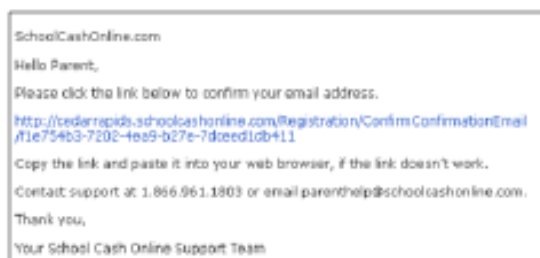 SchoolCashOnline.com
Hello Parent,
Please click the link below to confirm your email address.
http://cedarrapids.schoolcashonline.com/Registration/ConfirmConfirmationEmail
/f1e754b3-7202-4ea9-b27e-7dceed1db411
Copy the link and paste it into your web browser, if the link doesn't work.
Contact support at 1.866.961.1803 or email parenthelp@schoolcashonline.com.
Thank you,
Your School Cash Online Support Team